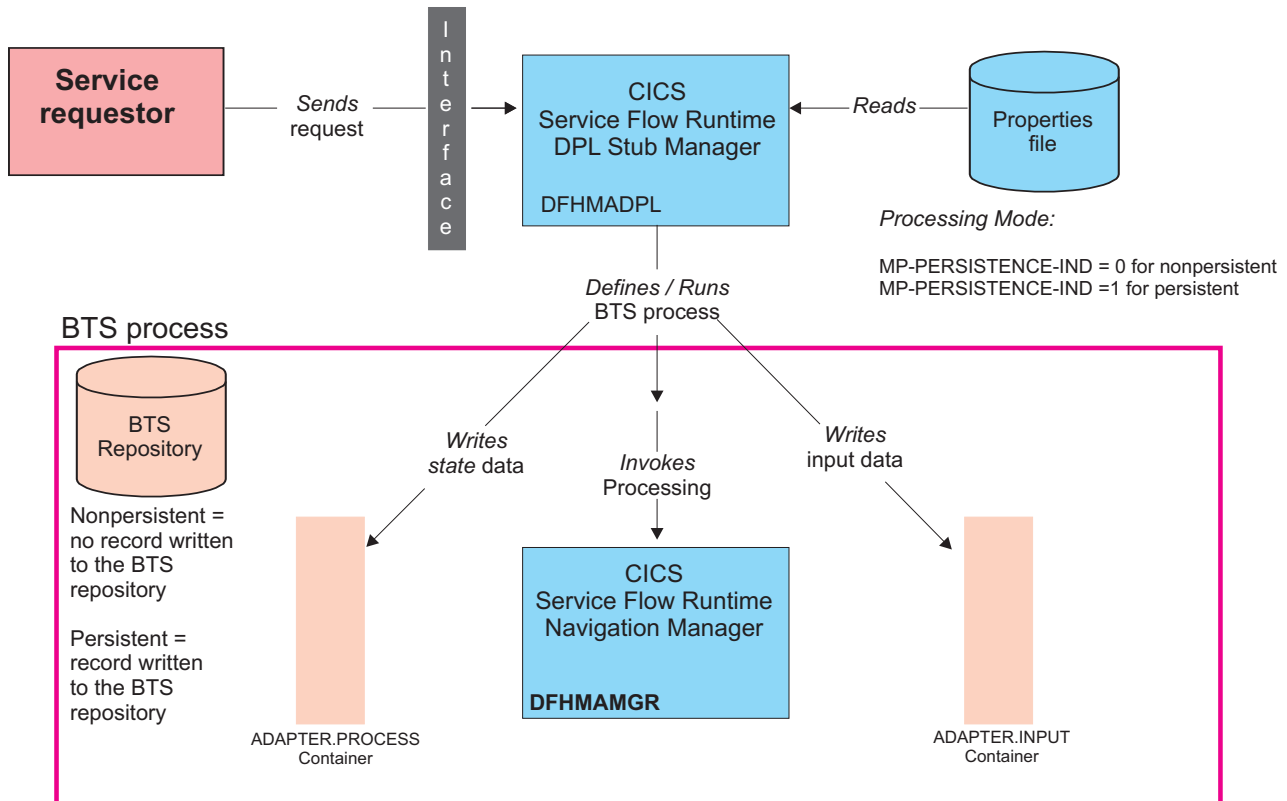 Service
requestor
Sends
request
Interface
CICS
Service Flow Runtime
DPL Stub Manager
DFHMADPL
Reads
Properties
file
Processing Mode:
MP-PERSISTENCE-IND = 0 for nonpersistent
MP-PERSISTENCE-IND =1 for persistent
Defines / Runs
BTS process
BTS process
BTS
Repository
Nonpersistent =
no record written
to the BTS
repository
Persistent =
record written
to the BTS
repository
Writes
state data
Invokes
Processing
Writes
input data
ADAPTER.PROCESS
Container
CICS
Service Flow Runtime
Navigation Manager
DFHMAMGR
ADAPTER.INPUT
Container